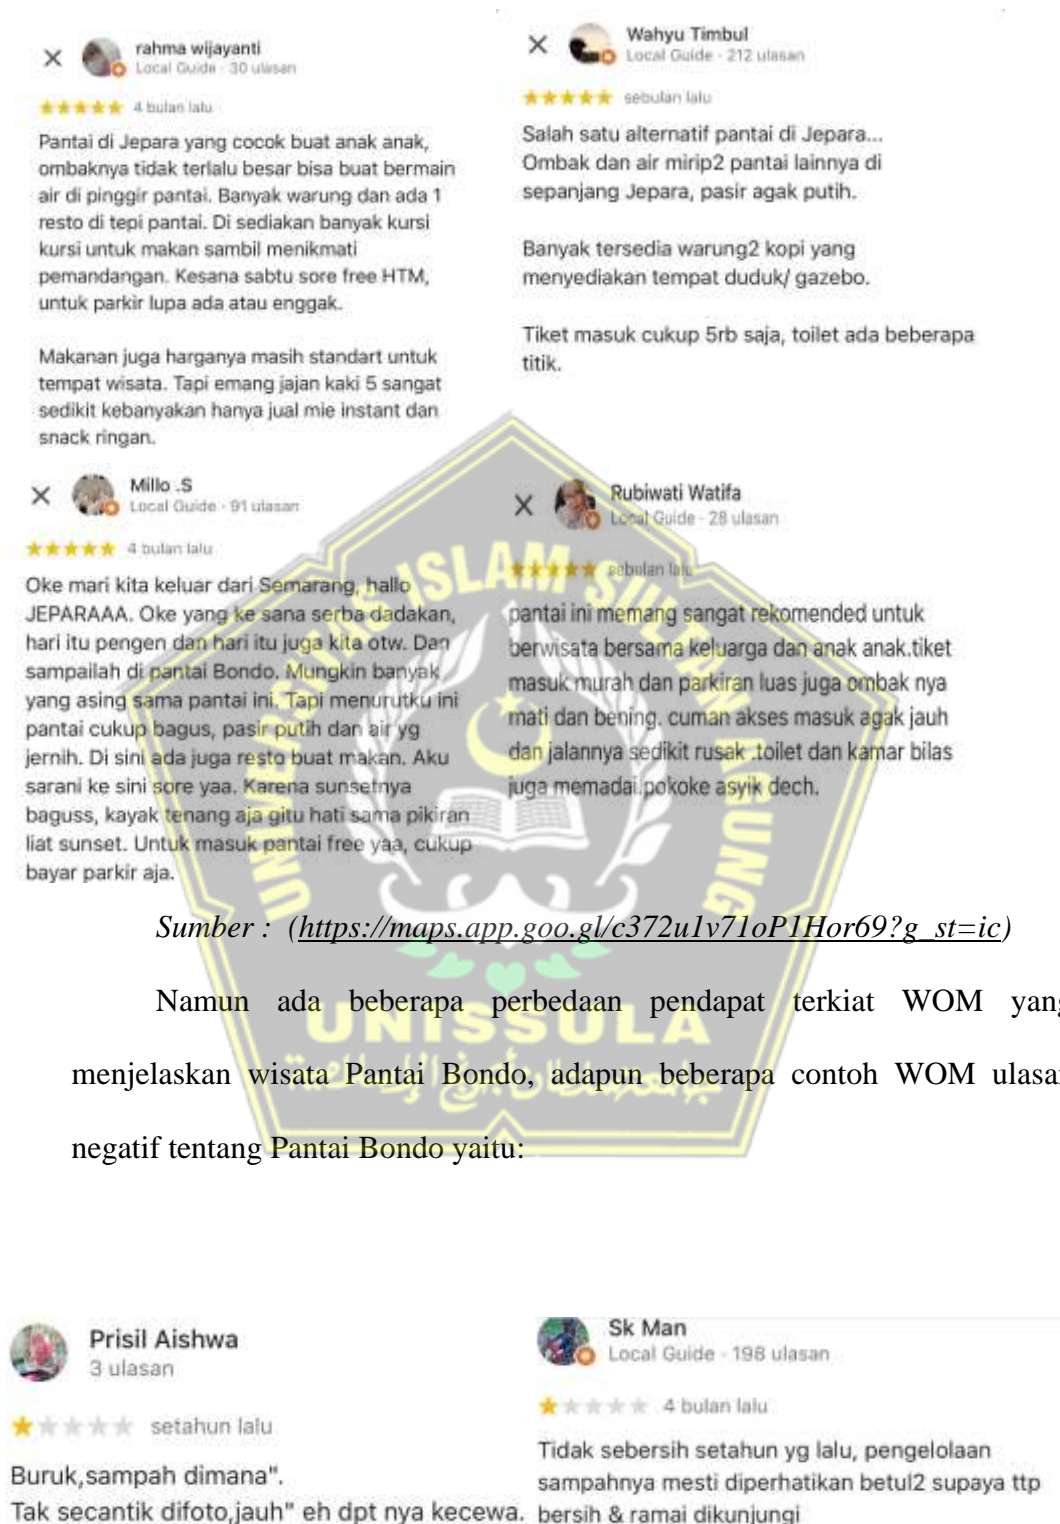 rahma wijayanti
Local Guide · 30 ulasan
4 bulan lalu
Pantai di Jepara yang cocok buat anak anak,
ombaknya tidak terlalu besar bisa buat bermain
air di pinggir pantai. Banyak warung dan ada 1
resto di tepi pantai. Di sediakan banyak kursi
kursi untuk makan sambil menikmati
pemandangan. Kesana sabtu sore free HTM,
untuk parkir lupa ada atau enggak.
Makanan juga harganya masih standart untuk
tempat wisata. Tapi emang jajan kaki 5 sangat
sedikit kebanyakan hanya jual mie instant dan
snack ringan.
Wahyu Timbul
Local Guide · 212 ulasan
sebulan lalu
Salah satu alternatif pantai di Jepara...
Ombak dan air mirip2 pantai lainnya di
sepanjang Jepara, pasir agak putih.
Banyak tersedia warung2 kopi yang
menyediakan tempat duduk/ gazebo.
Tiket masuk cukup 5rb saja, toilet ada beberapa
titik.
Millo .S
Local Guide · 91 ulasan
4 bulan lalu
Oke mari kita keluar dari Semarang, hallo
JEPARAAA. Oke yang ke sana serba dadakan,
hari itu pengen dan hari itu juga kita otw. Dan
sampailah di pantai Bondo. Mungkin banyak
yang asing sama pantai ini. Tapi menurutku ini
pantai cukup bagus, pasir putih dan air yg
jernih. Di sini ada juga resto buat makan. Aku
sarani ke sini sore yaa. Karena sunsetnya
baguss, kayak tenang aja gitu hati sama pikiran
liat sunset. Untuk masuk pantai free yaa, cukup
bayar parkir aja.
Rubiwati Watifa
Local Guide · 28 ulasan
sebulan lalu
pantai ini memang sangat rekomended untuk
berwisata bersama keluarga dan anak anak.tiket
masuk murah dan parkiran luas juga ombak nya
mati dan bening. cuman akses masuk agak jauh
dan jalannya sedikit rusak .toilet dan kamar bilas
juga memadai.pokoke asyik dech.
UNIVERSITAS ISLAM SULTAN AGUNG
UNISSULA
Sumber : (https://maps.app.goo.gl/c372u1v71oP1Hor69?g_st=ic)
Namun ada beberapa perbedaan pendapat terkiat WOM yang
menjelaskan wisata Pantai Bondo, adapun beberapa contoh WOM ulasan
negatif tentang Pantai Bondo yaitu:
Prisil Aishwa
3 ulasan
setahun lalu
Buruk,sampah dimana".
Tak secantik difoto,jauh" eh dpt nya kecewa.
Sk Man
Local Guide · 198 ulasan
4 bulan lalu
Tidak sebersih setahun yg lalu, pengelolaan
sampahnya mesti diperhatikan betul2 supaya ttp
bersih & ramai dikunjungi